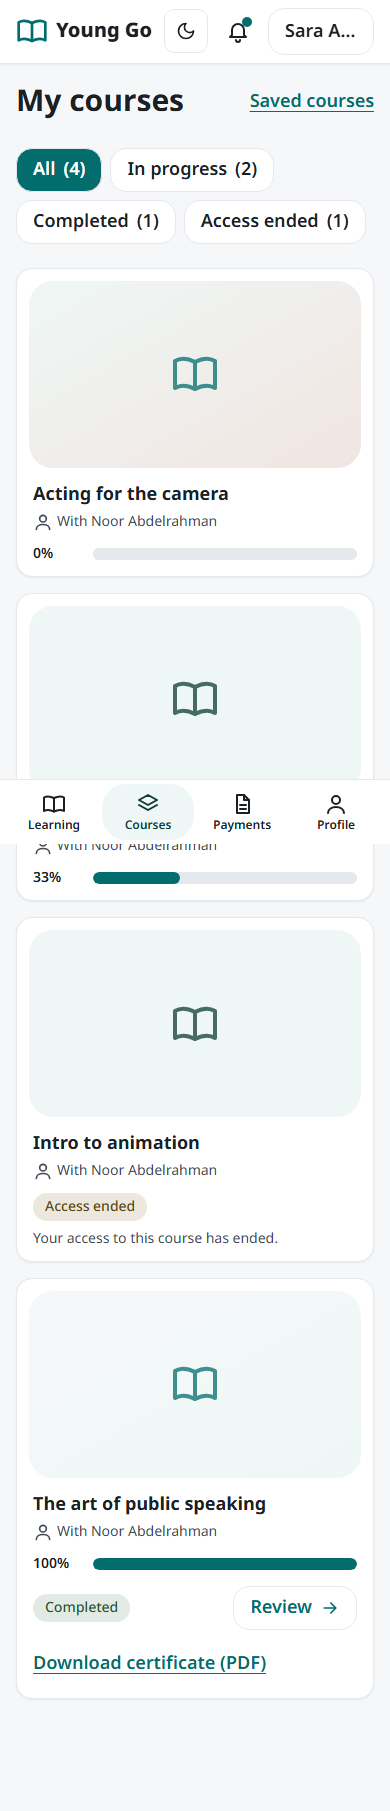 Young Go
Sara A...
My courses
Saved courses
All (4)
In progress (2)
Completed (1)
Access ended (1)
Acting for the camera
With Noor Abdelrahman
0%
Learning
Courses
Payments
Profile
With Noor Abdelrahman
33%
Intro to animation
With Noor Abdelrahman
Access ended
Your access to this course has ended.
The art of public speaking
With Noor Abdelrahman
100%
Completed
Review
Download certificate (PDF)